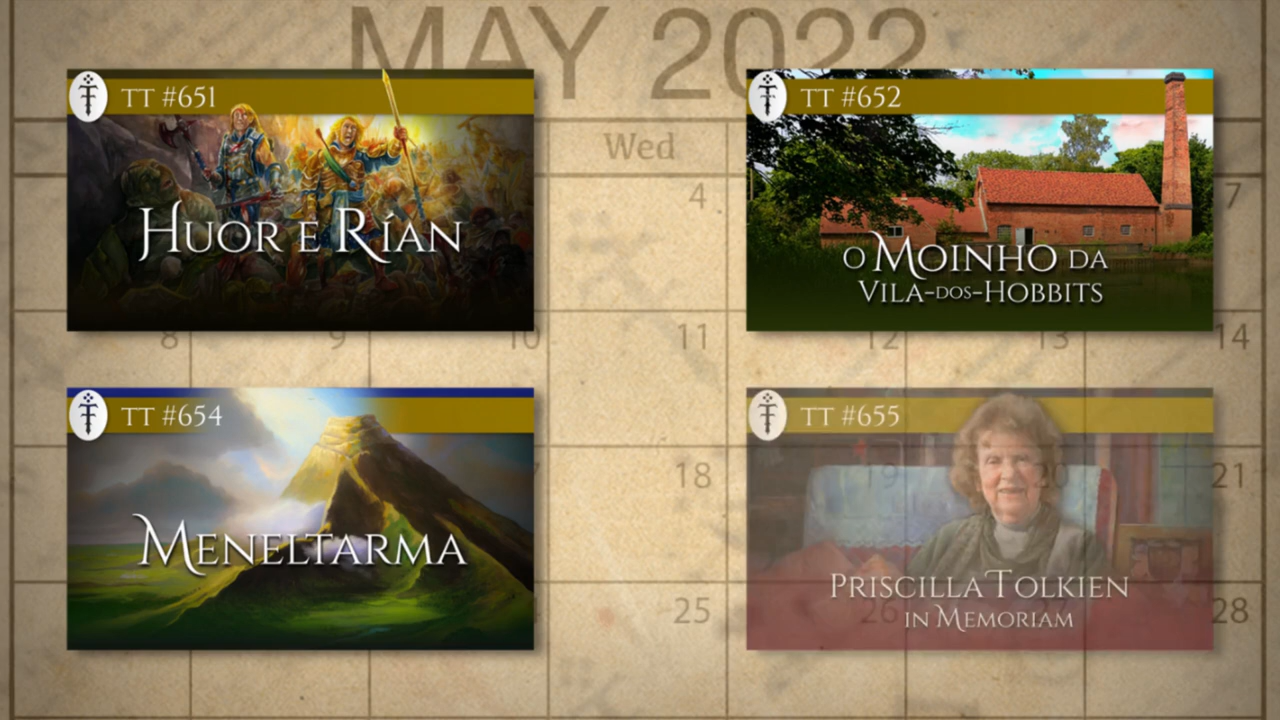 MAY 2022
Wed
4
7
8
9
10
11
12
13
14
18
19
20
21
25
26
27
28
TT #651
HUOR E RÍAN
TT #652
O MOINHO DA
VILA-DOS-HOBBITS
TT #654
MENELTARMA
TT #655
PRISCILLA TOLKIEN
IN MEMORIAM